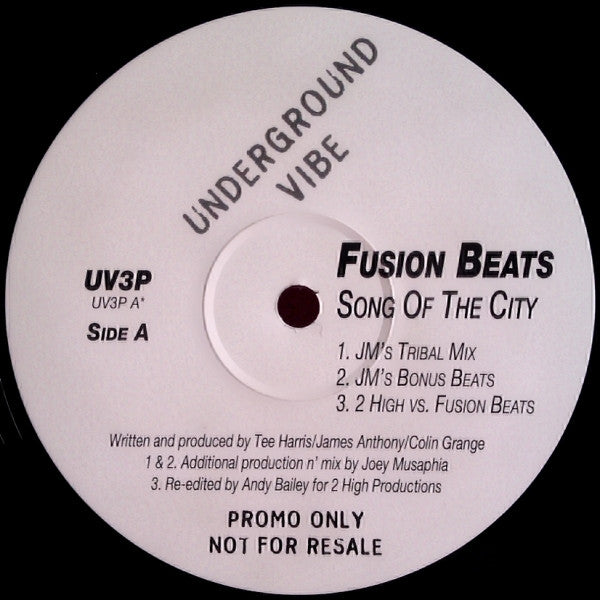 UNDERGROUND
VIBE
UV3P
UV3P A*
SIDE A
FUSION BEATS
SONG OF THE CITY
1. JM'S TRIBAL MIX
2. JM'S BONUS BEATS
3. 2 HIGH VS. FUSION BEATS
Written and produced by Tee Harris/James Anthony/Colin Grange
1 & 2. Additional production n' mix by Joey Musaphia
3. Re-edited by Andy Bailey for 2 High Productions
PROMO ONLY
NOT FOR RESALE